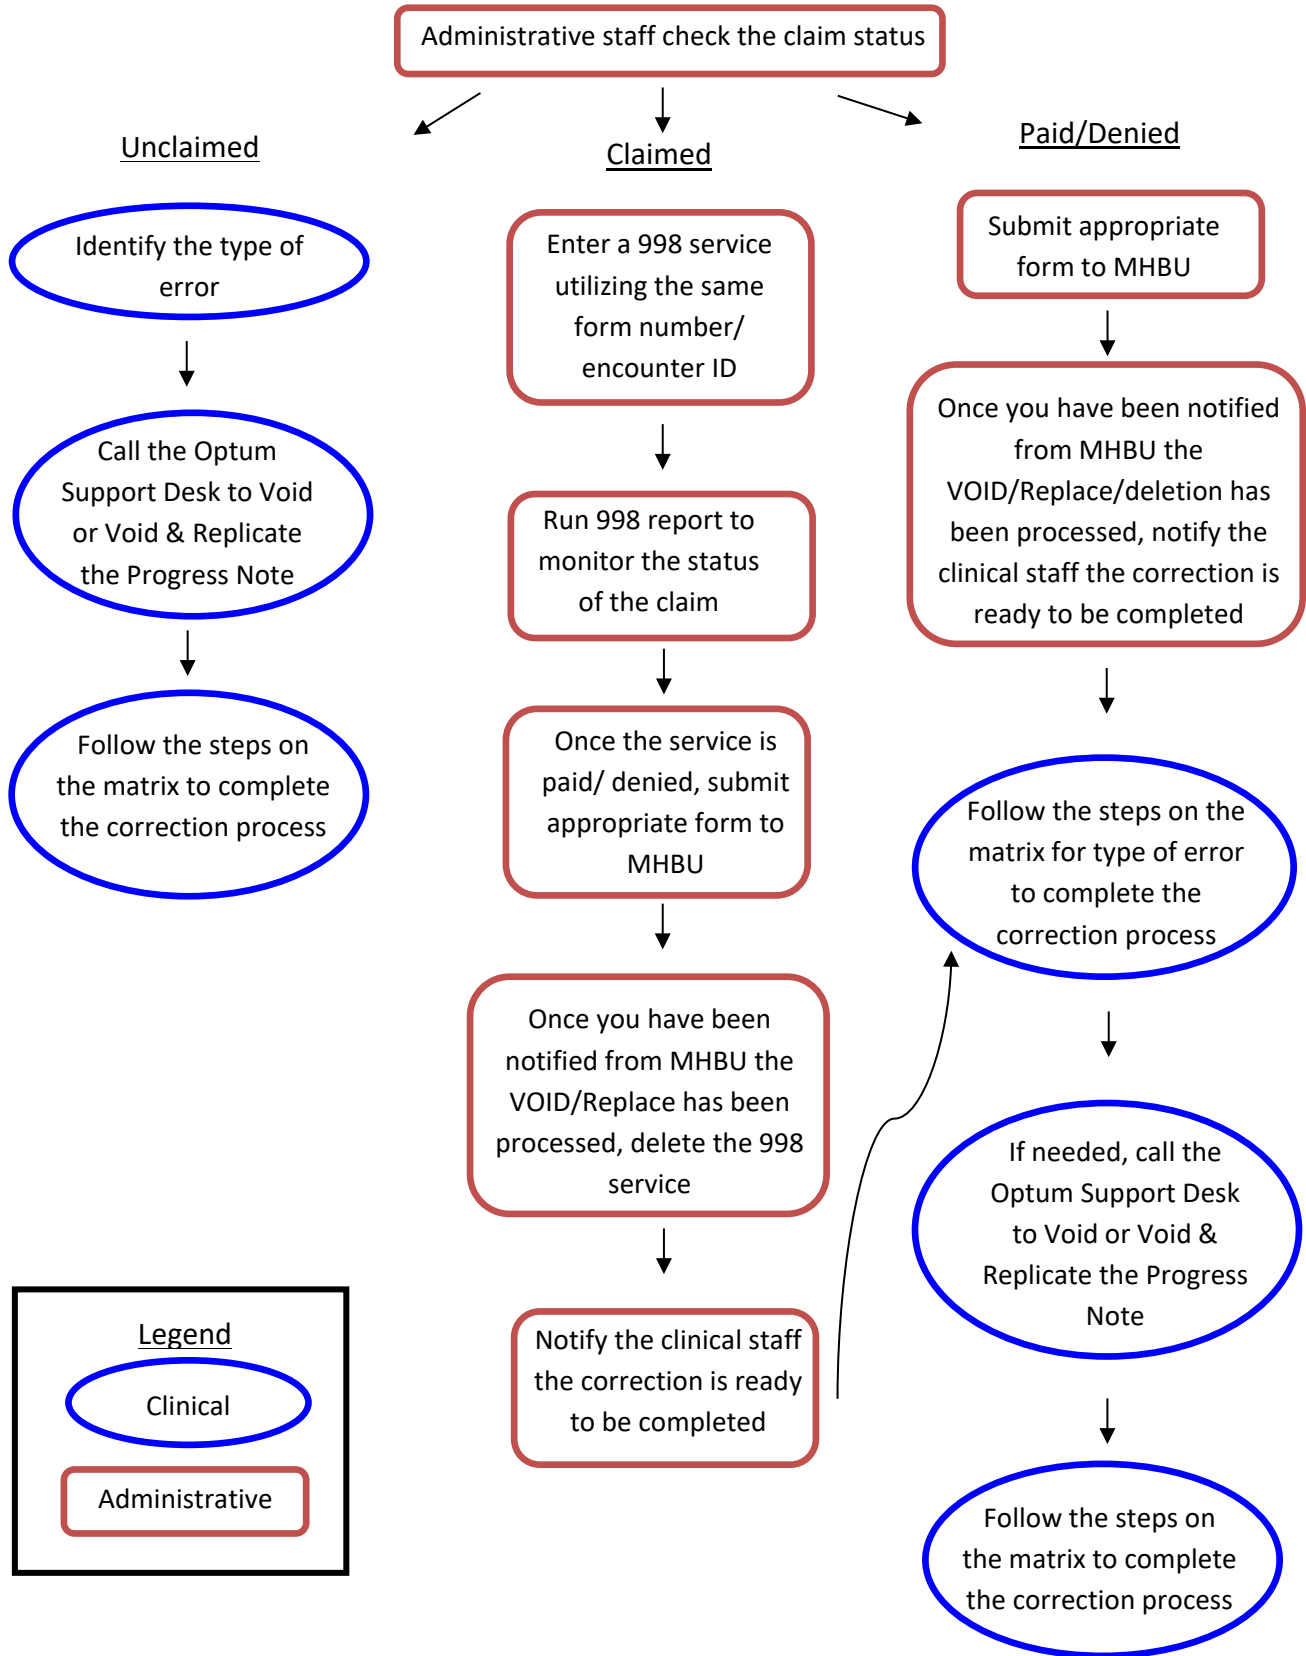 Administrative staff check the claim status
Unclaimed
Identify the type of
error
Call the Optum
Support Desk to Void
or Void & Replicate
the Progress Note
Follow the steps on
the matrix to complete
the correction process
Claimed
Enter a 998 service
utilizing the same
form number/
encounter ID
Run 998 report to
monitor the status
of the claim
Once the service is
paid/ denied, submit
appropriate form to
MHBU
Once you have been
notified from MHBU the
VOID/Replace has been
processed, delete the 998
service
Notify the clinical staff
the correction is ready
to be completed
Paid/Denied
Submit appropriate
form to MHBU
Once you have been notified
from MHBU the
VOID/Replace/deletion has
been processed, notify the
clinical staff the correction is
ready to be completed
Follow the steps on the
matrix for type of error
to complete the
correction process
If needed, call the
Optum Support Desk
to Void or Void &
Replicate the Progress
Note
Follow the steps on
the matrix to complete
the correction process
Legend
Clinical
Administrative